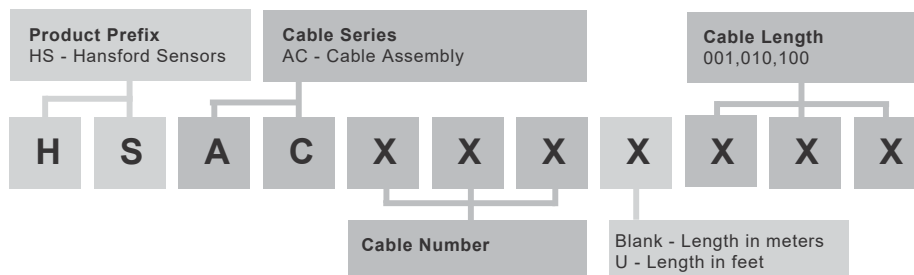 Product Prefix
HS - Hansford Sensors
Cable Series
AC - Cable Assembly
Cable Length
001,010,100
H S A C X X X X X X X
Cable Number
Blank - Length in meters
U - Length in feet